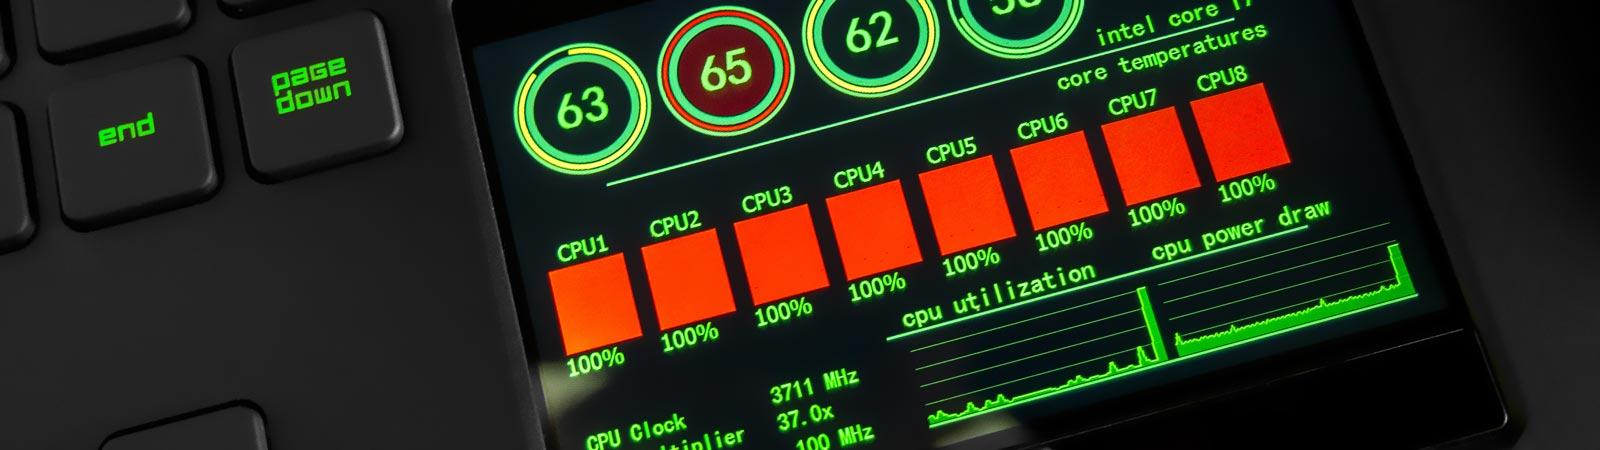 end
page
down
63
65
62
intel core i7
core temperatures
CPU1
CPU2
CPU3
CPU4
CPU5
CPU6
CPU7
CPU8
100%
100%
100%
100%
100%
100%
100%
100%
cpu utilization
cpu power draw
CPU Clock 3711 MHz
37.0x
100 MHz